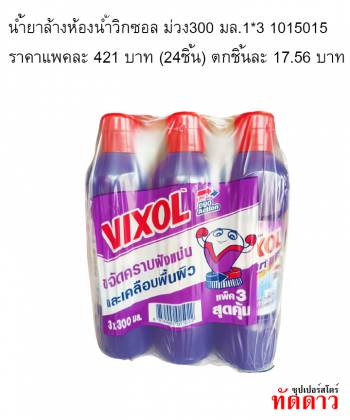 น้ำยาล้างห้องน้ำวิกซอล ม่วง300 มล.1*3 1015015
ราคาแพคละ 421 บาท (24ชิ้น) ตกชิ้นละ 17.56 บาท
VIXOL
ขจัดคราบฝังแน่น
และเคลือบพื้นผิว
3x300 มล.
แพ็ค 3
สุดคุ้ม
XOL
ซุปเปอร์สโตร์
ทัดดาว